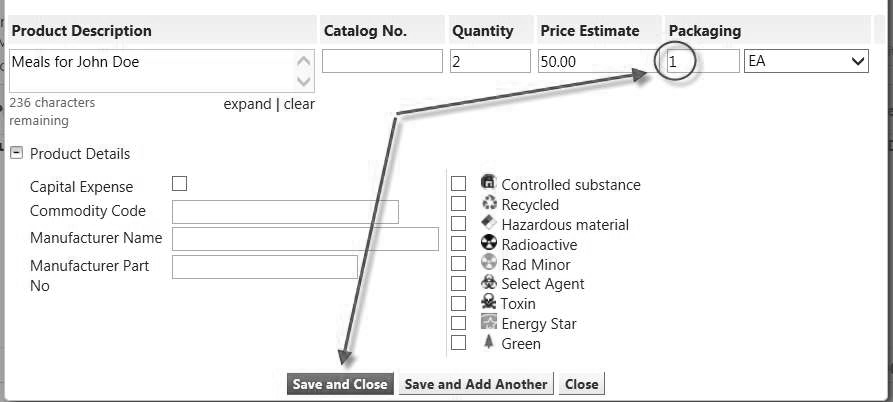 Product Description Catalog No. Quantity Price Estimate Packaging
Meals for John Doe 2 50.00 1 EA
236 characters remaining expand | clear
Product Details
Capital Expense
Commodity Code
Manufacturer Name
Manufacturer Part No
Controlled substance
Recycled
Hazardous material
Radioactive
Rad Minor
Select Agent
Toxin
Energy Star
Green
Save and Close Save and Add Another Close